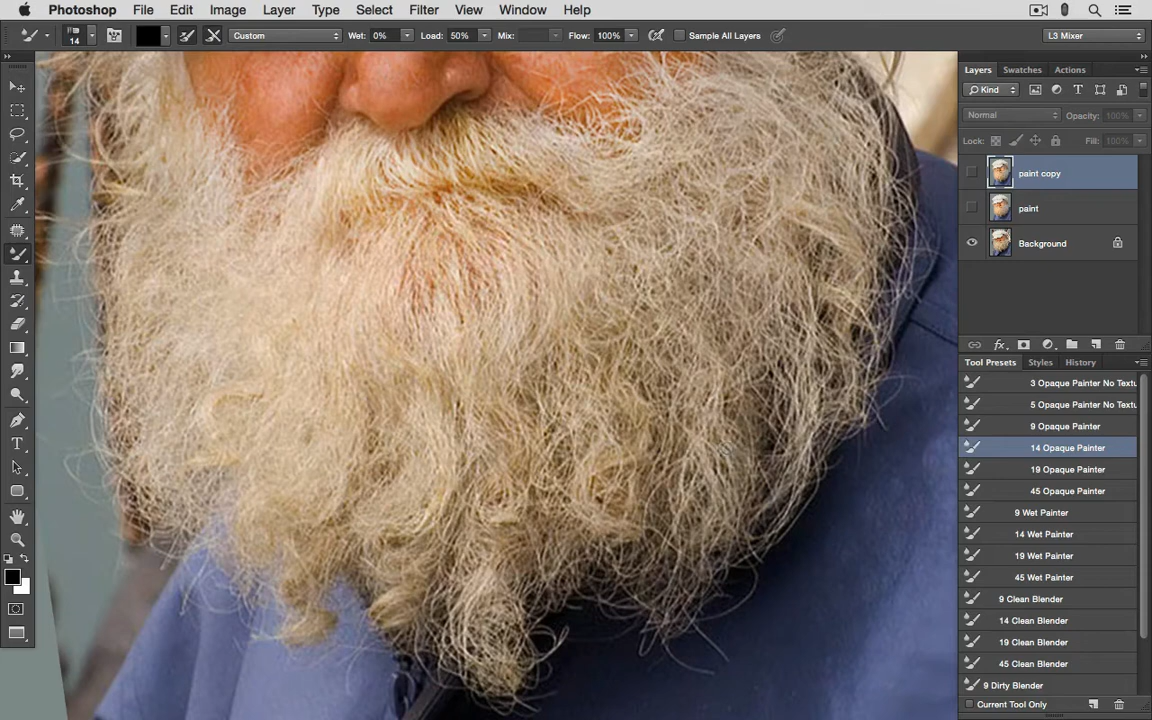 Photoshop File Edit Image Layer Type Select Filter View Window Help
14 Custom Wet: 0% Load: 50% Mix: Flow: 100% Sample All Layers L3 Mixer
Layers Swatches Actions
Kind
Normal Opacity: 100%
Lock: Fill: 100%
paint copy
paint
Background
fx
Tool Presets Styles History
3 Opaque Painter No Textu
5 Opaque Painter No Textu
9 Opaque Painter
14 Opaque Painter
19 Opaque Painter
45 Opaque Painter
9 Wet Painter
14 Wet Painter
19 Wet Painter
45 Wet Painter
9 Clean Blender
14 Clean Blender
19 Clean Blender
45 Clean Blender
9 Dirty Blender
Current Tool Only